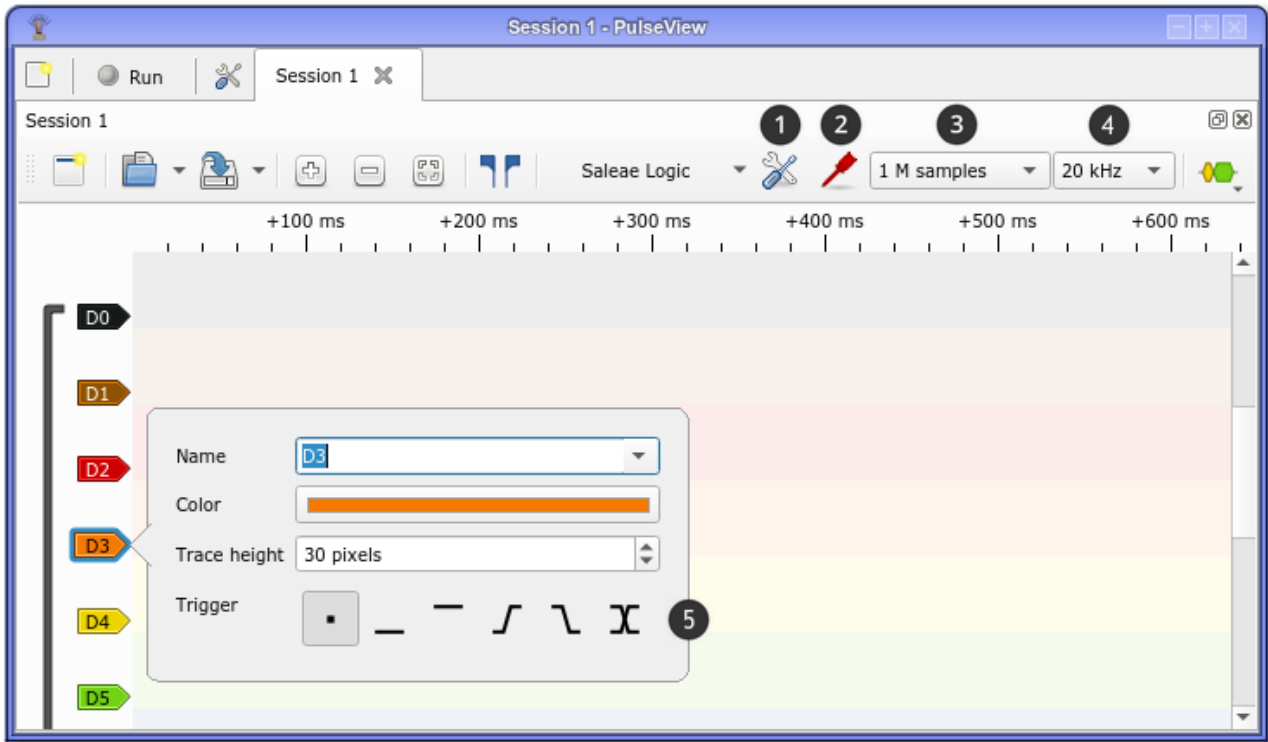 Session 1 - PulseView
Run
Session 1
Session 1
1 2 3 4
Saleae Logic
1 M samples
20 kHz
+100 ms +200 ms +300 ms +400 ms +500 ms +600 ms
D0
D1
D2
D3
D4
D5
Name D3
Color
Trace height 30 pixels
Trigger
5